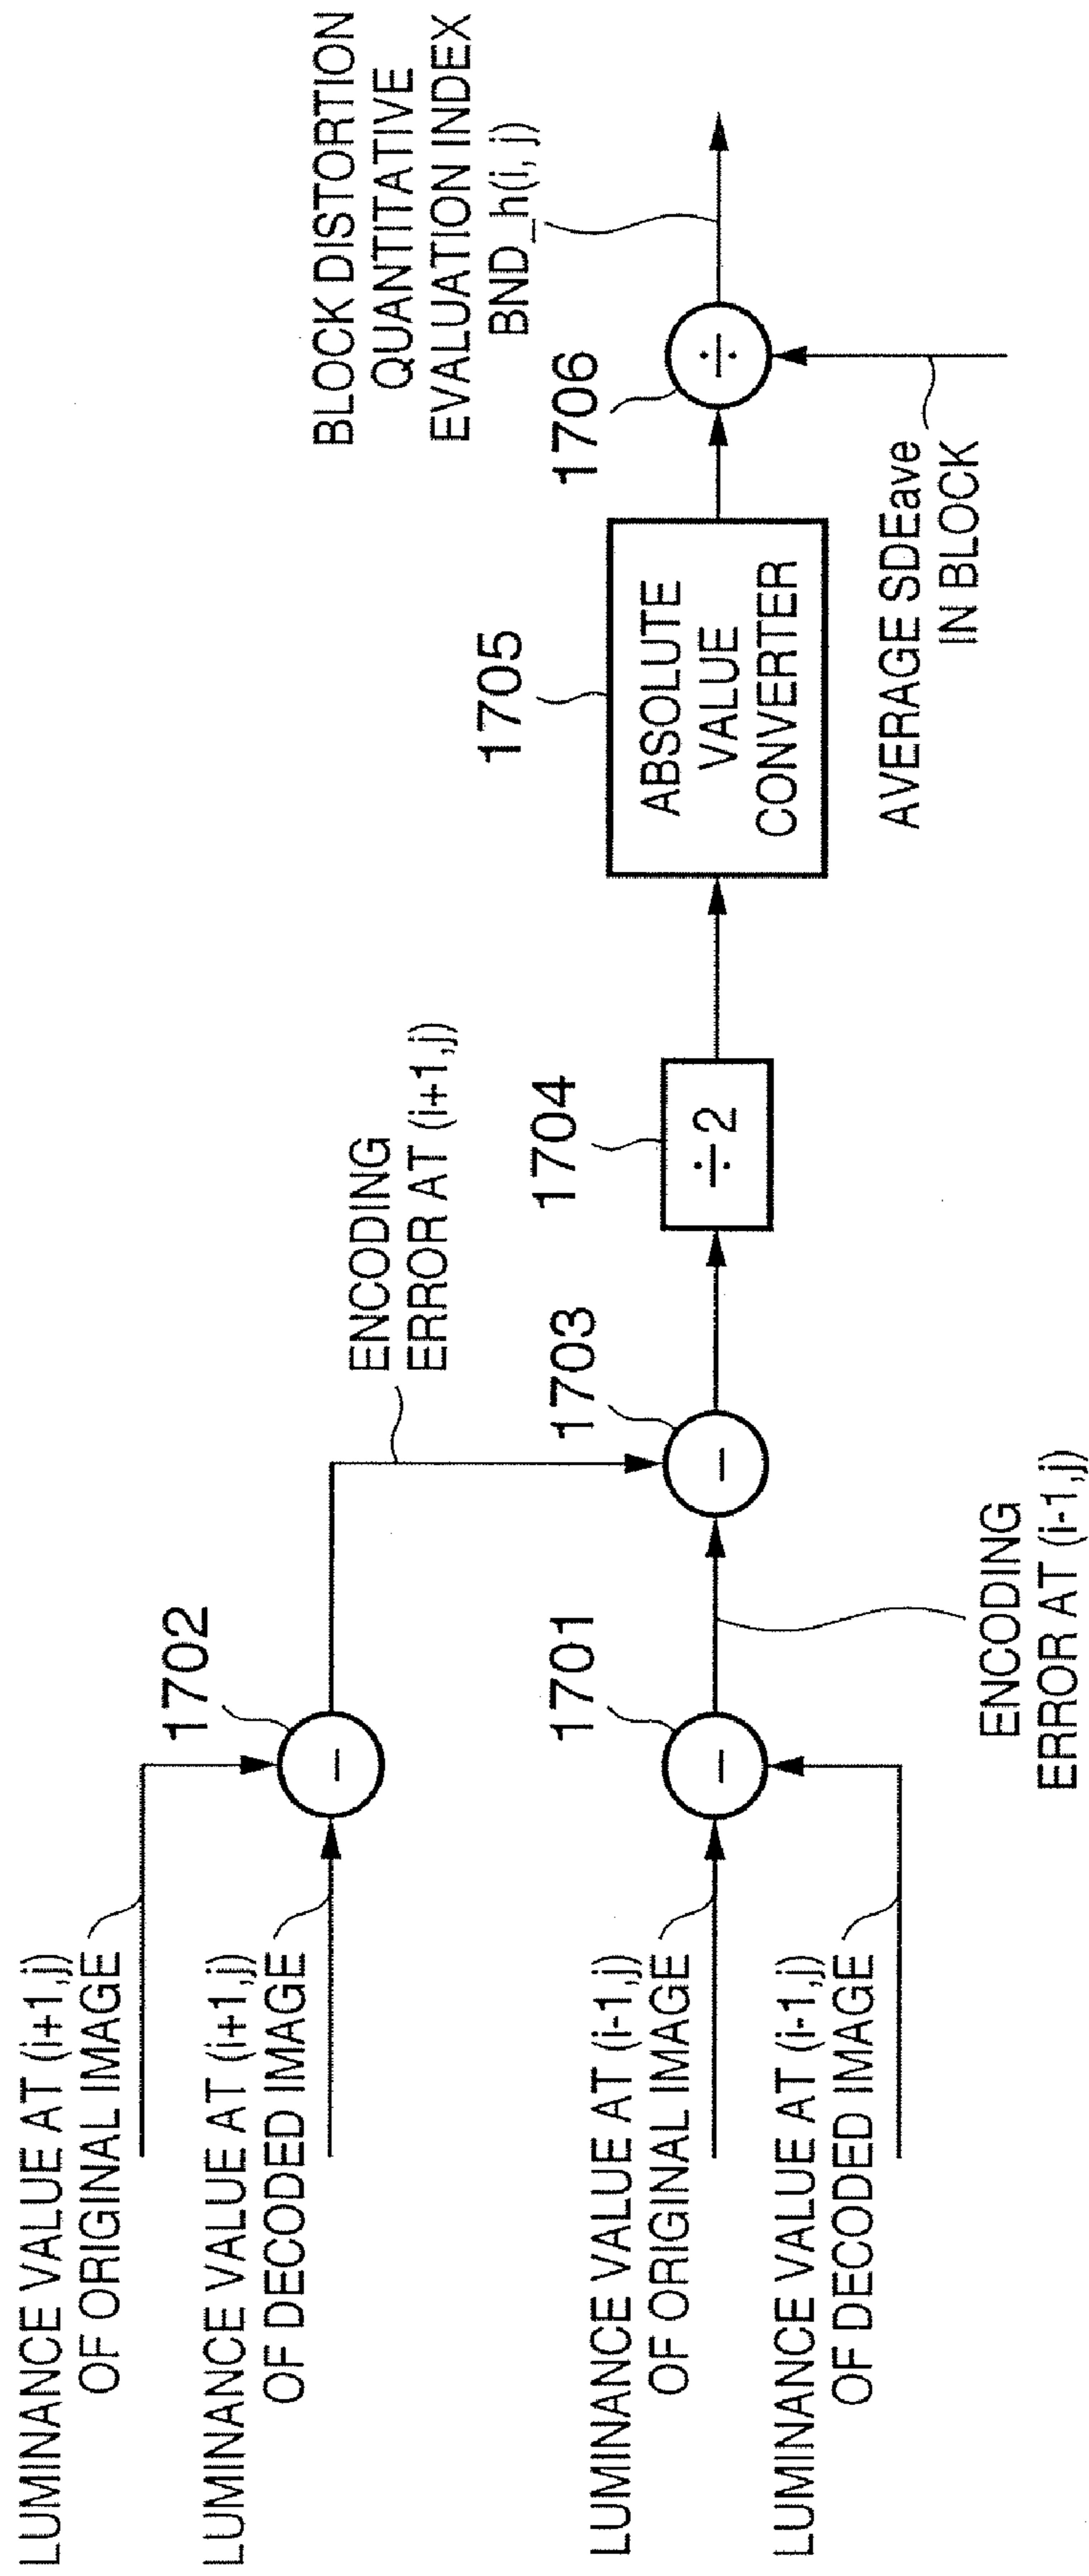 LUMINANCE VALUE AT (i+1,j)
OF ORIGINAL IMAGE
LUMINANCE VALUE AT (i+1,j)
OF DECODED IMAGE
1702
ENCODING
ERROR AT (i+1,j)
LUMINANCE VALUE AT (i-1,j)
OF ORIGINAL IMAGE
LUMINANCE VALUE AT (i-1,j)
OF DECODED IMAGE
1701
−
−
ENCODING
ERROR AT (i-1,j)
1703
−
1704
÷2
1705
ABSOLUTE
VALUE
CONVERTER
1706
÷
AVERAGE SDEave
IN BLOCK
BLOCK DISTORTION
QUANTITATIVE
EVALUATION INDEX
BND_h(i, j)